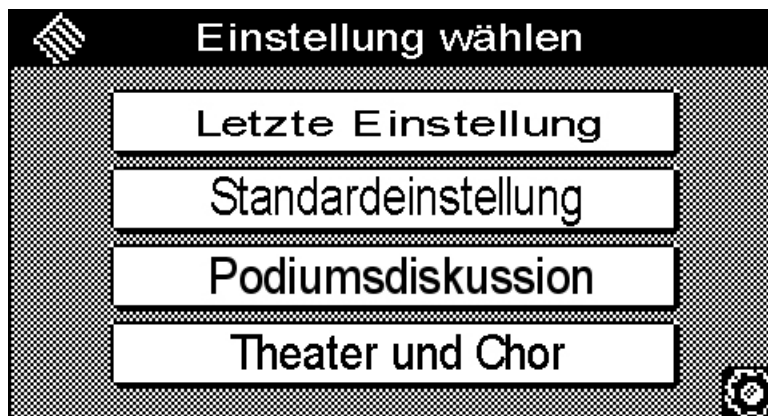 Einstellung wählen
Letzte Einstellung
Standardeinstellung
Podiumsdiskussion
Theater und Chor